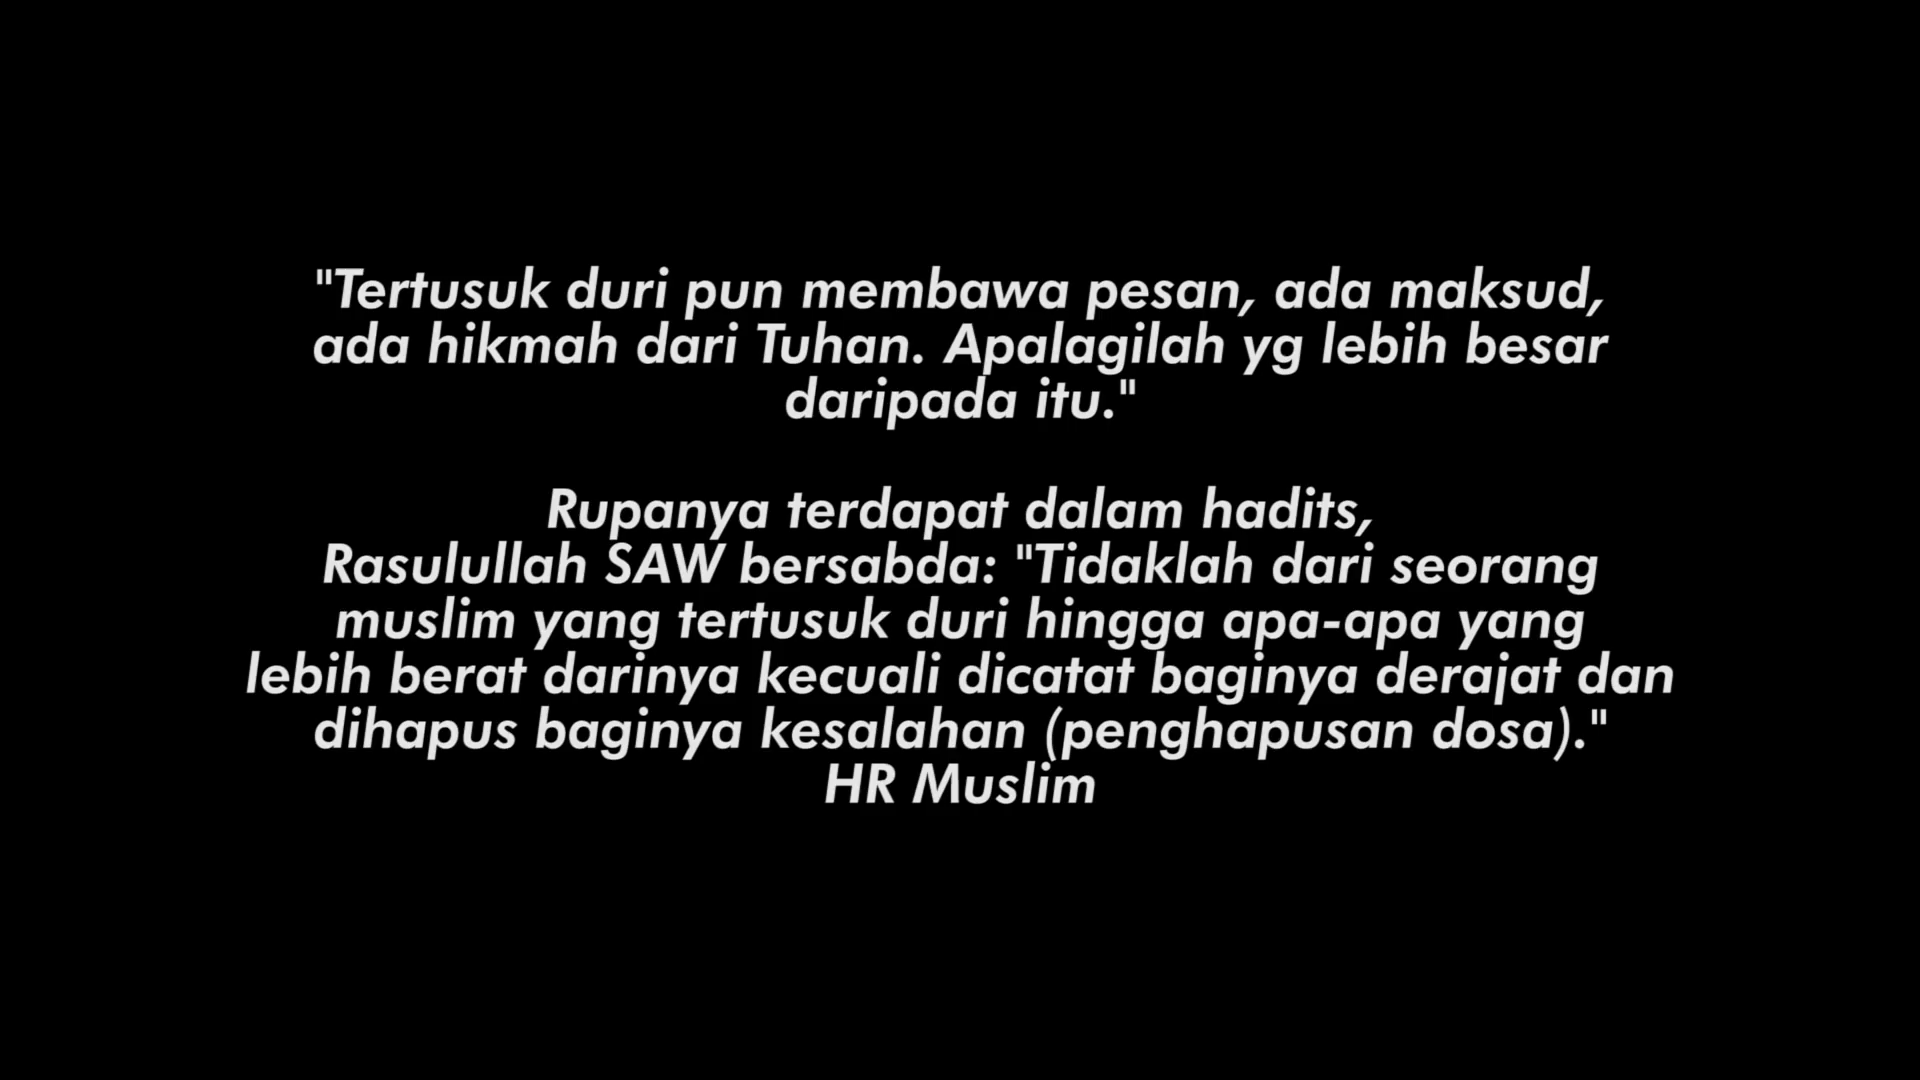 "Tertusuk duri pun membawa pesan, ada maksud,
ada hikmah dari Tuhan. Apalagilah yg lebih besar
daripada itu."
Rupanya terdapat dalam hadits,
Rasulullah SAW bersabda: "Tidaklah dari seorang
muslim yang tertusuk duri hingga apa-apa yang
lebih berat darinya kecuali dicatat baginya derajat dan
dihapus baginya kesalahan (penghapusan dosa)."
HR Muslim